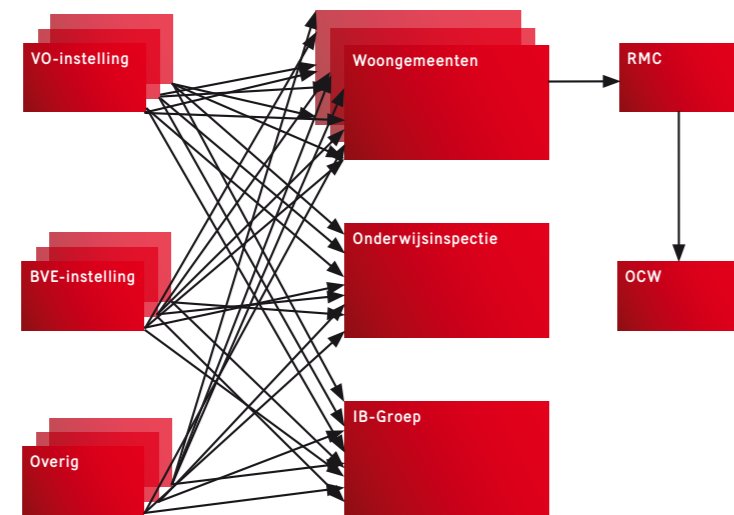 VO-instelling
Woongemeenten
RMC
BVE-instelling
Onderwijsinspectie
OCW
Overig
IB-Groep